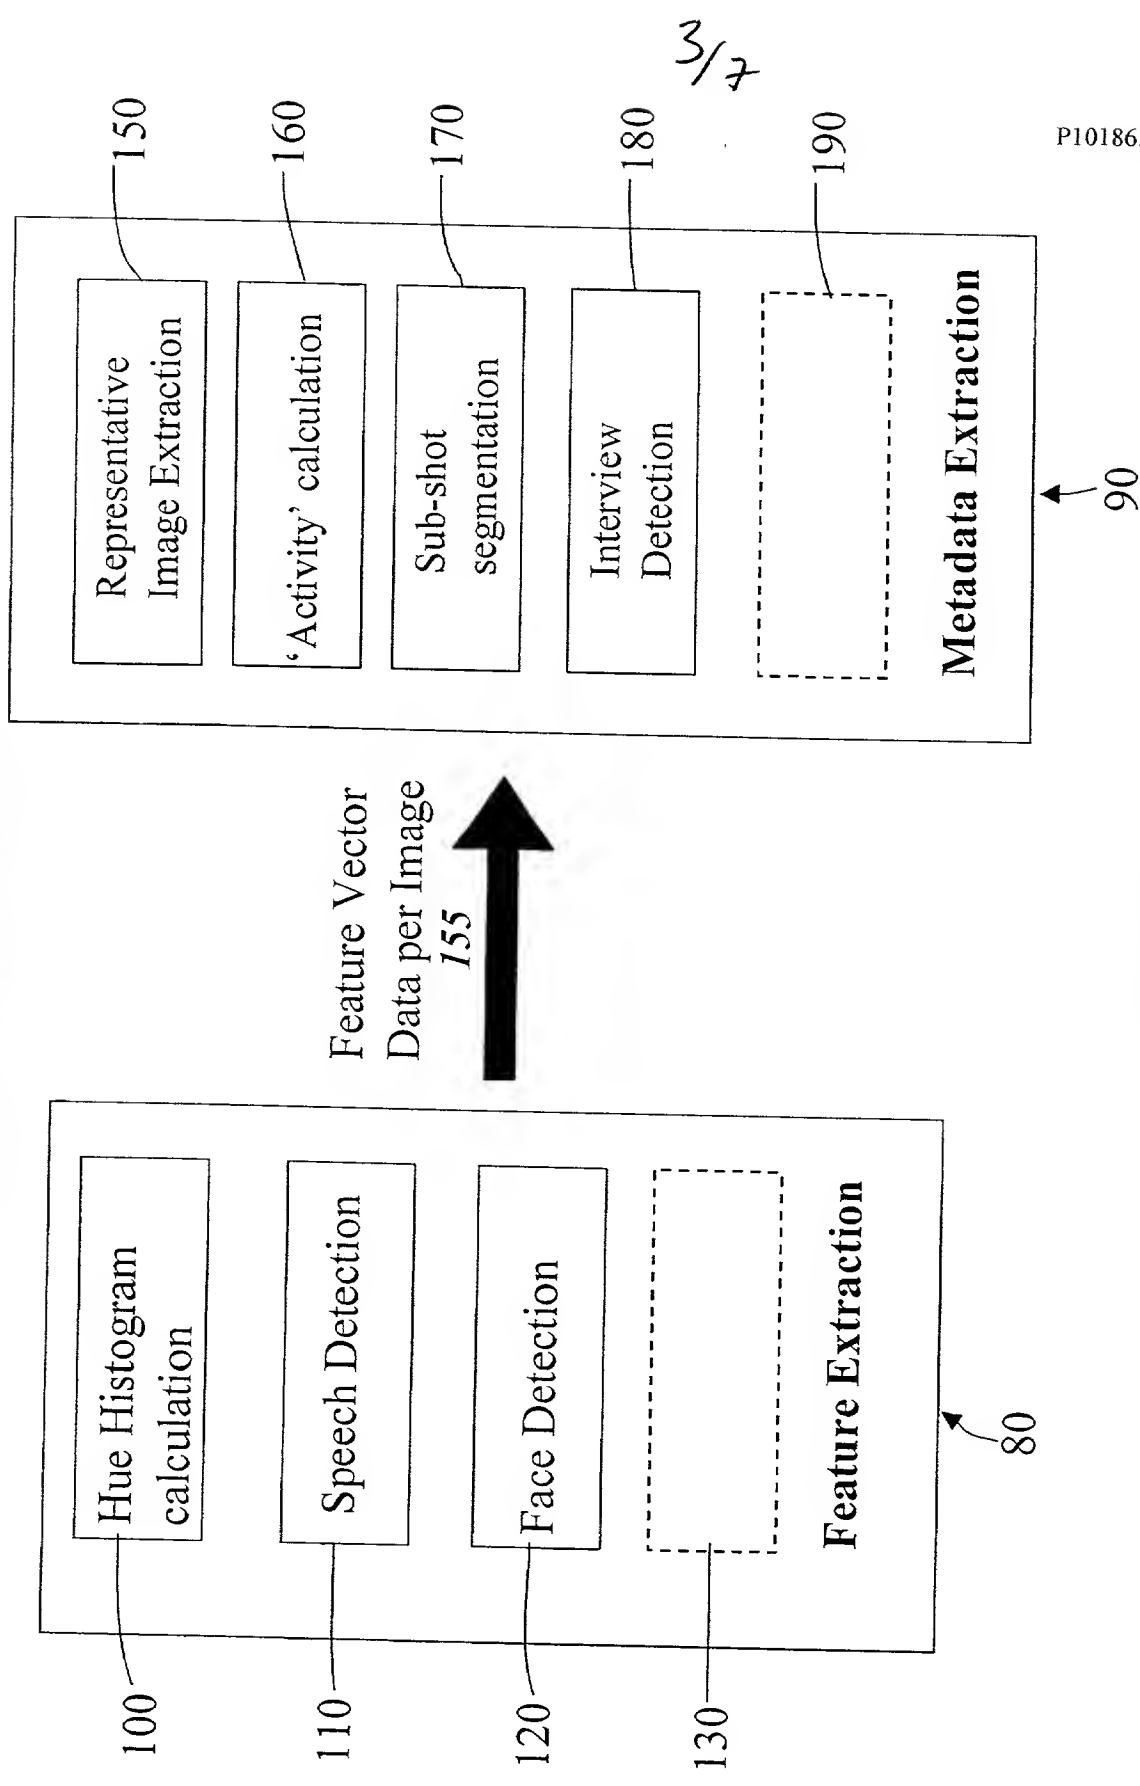 3/7
P10186
100
Hue Histogram
calculation
110
Speech Detection
120
Face Detection
130
Feature Extraction
80
Feature Vector
Data per Image
155
Representative
Image Extraction
150
‘Activity’ calculation
160
Sub-shot
segmentation
170
Interview
Detection
180
190
Metadata Extraction
90